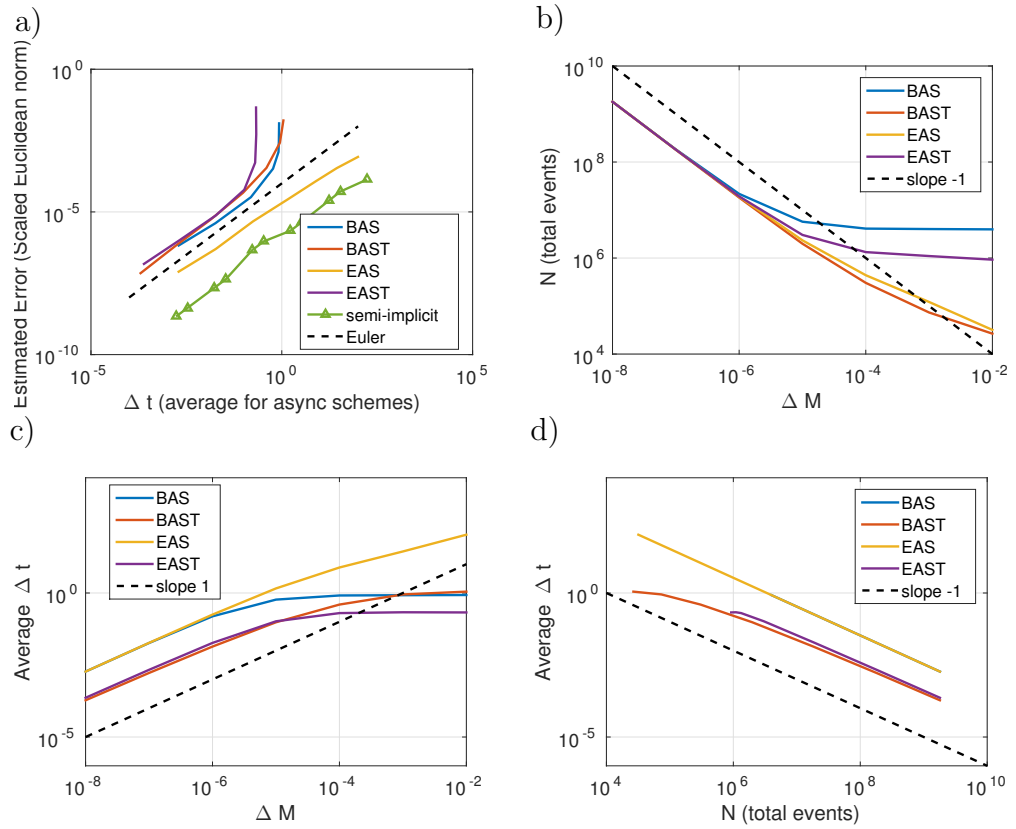 a)
Estimated Error (Scaled Euclidean norm)
10^0
10^-5
10^-10
10^-5
10^0
10^5
Δ t (average for async schemes)
BAS
BAST
EAS
EAST
semi-implicit
Euler
b)
N (total events)
10^10
10^8
10^6
10^4
10^-8
10^-6
10^-4
10^-2
Δ M
BAS
BAST
EAS
EAST
slope -1
c)
Average Δ t
10^0
10^-5
10^-8
10^-6
10^-4
10^-2
Δ M
BAS
BAST
EAS
EAST
slope 1
d)
Average Δ t
10^0
10^-5
10^4
10^6
10^8
10^10
N (total events)
BAS
BAST
EAS
EAST
slope -1